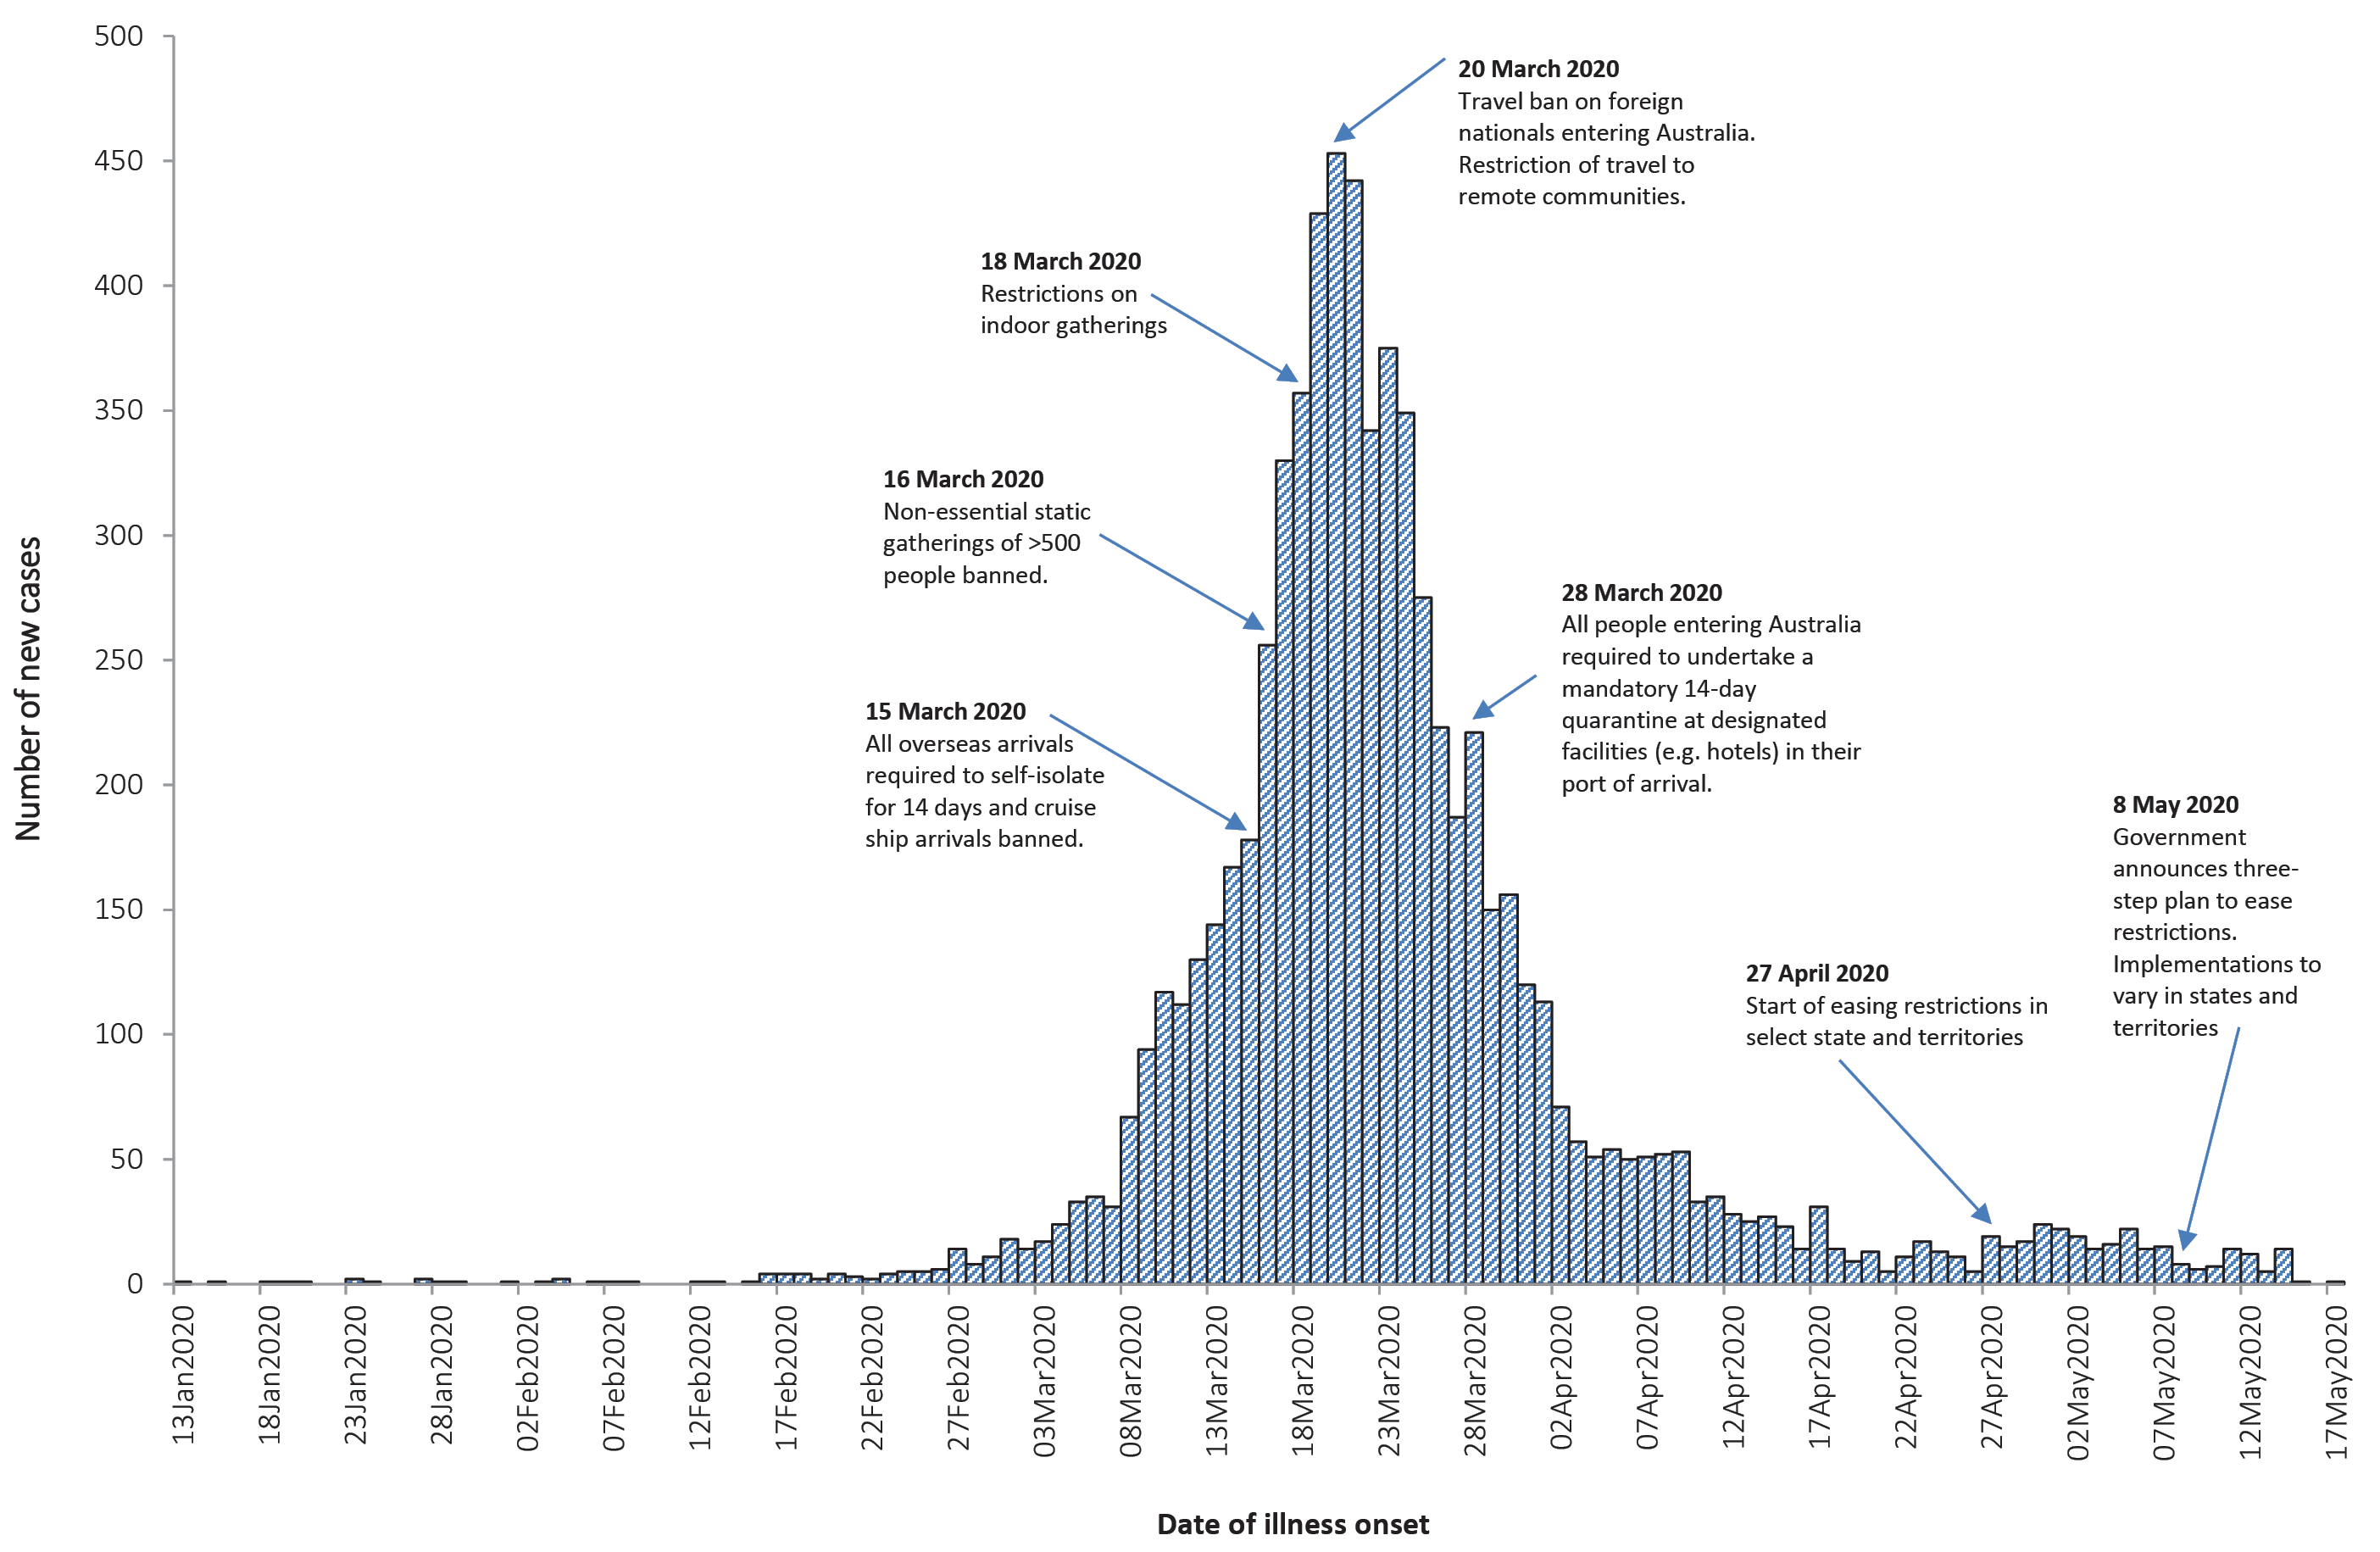 500
450
400
350
300
250
200
150
100
50
0
Number of new cases
20 March 2020
Travel ban on foreign
nationals entering Australia.
Restriction of travel to
remote communities.
18 March 2020
Restrictions on
indoor gatherings
16 March 2020
Non-essential static
gatherings of >500
people banned.
15 March 2020
All overseas arrivals
required to self-isolate
for 14 days and cruise
ship arrivals banned.
28 March 2020
All people entering Australia
required to undertake a
mandatory 14-day
quarantine at designated
facilities (e.g. hotels) in their
port of arrival.
27 April 2020
Start of easing restrictions in
select state and territories
8 May 2020
Government
announces three-
step plan to ease
restrictions.
Implementations to
vary in states and
territories
13Jan2020
18Jan2020
23Jan2020
28Jan2020
02Feb2020
07Feb2020
12Feb2020
17Feb2020
22Feb2020
27Feb2020
03Mar2020
08Mar2020
13Mar2020
18Mar2020
23Mar2020
28Mar2020
02Apr2020
07Apr2020
12Apr2020
17Apr2020
22Apr2020
27Apr2020
02May2020
07May2020
12May2020
17May2020
Date of illness onset